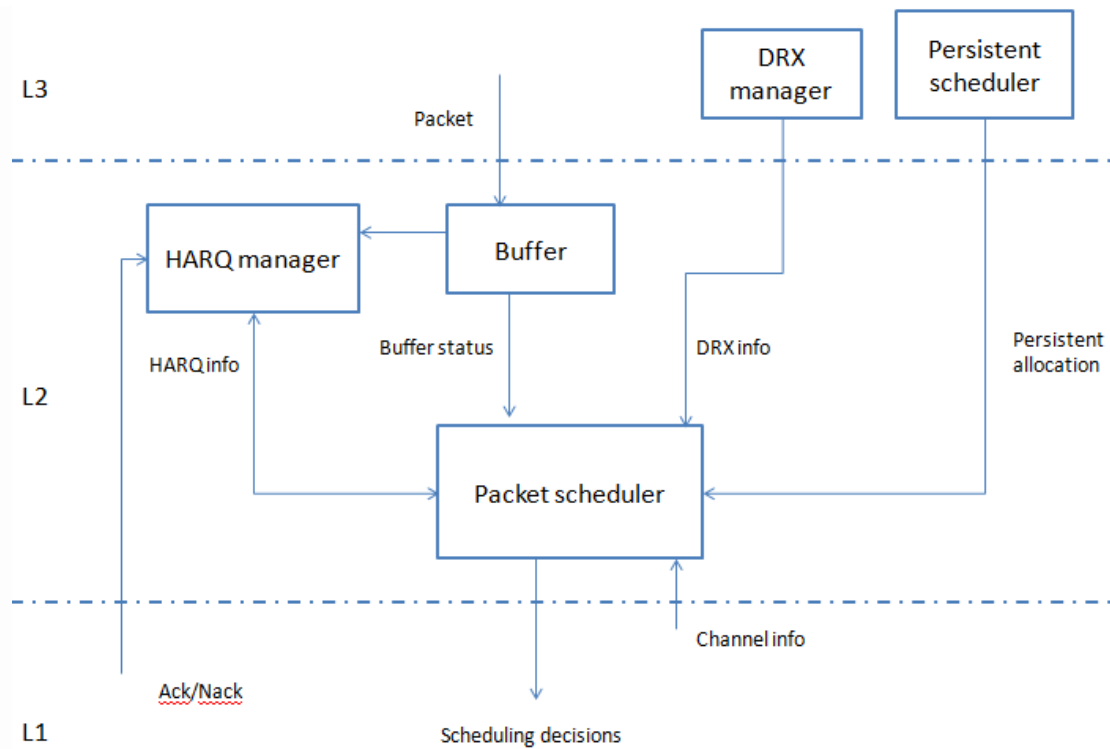 L3
Packet
DRX
manager
Persistent
scheduler
HARQ manager
Buffer
HARQ info
Buffer status
DRX info
Persistent
allocation
L2
Packet scheduler
Channel info
Ack/Nack
Scheduling decisions
L1